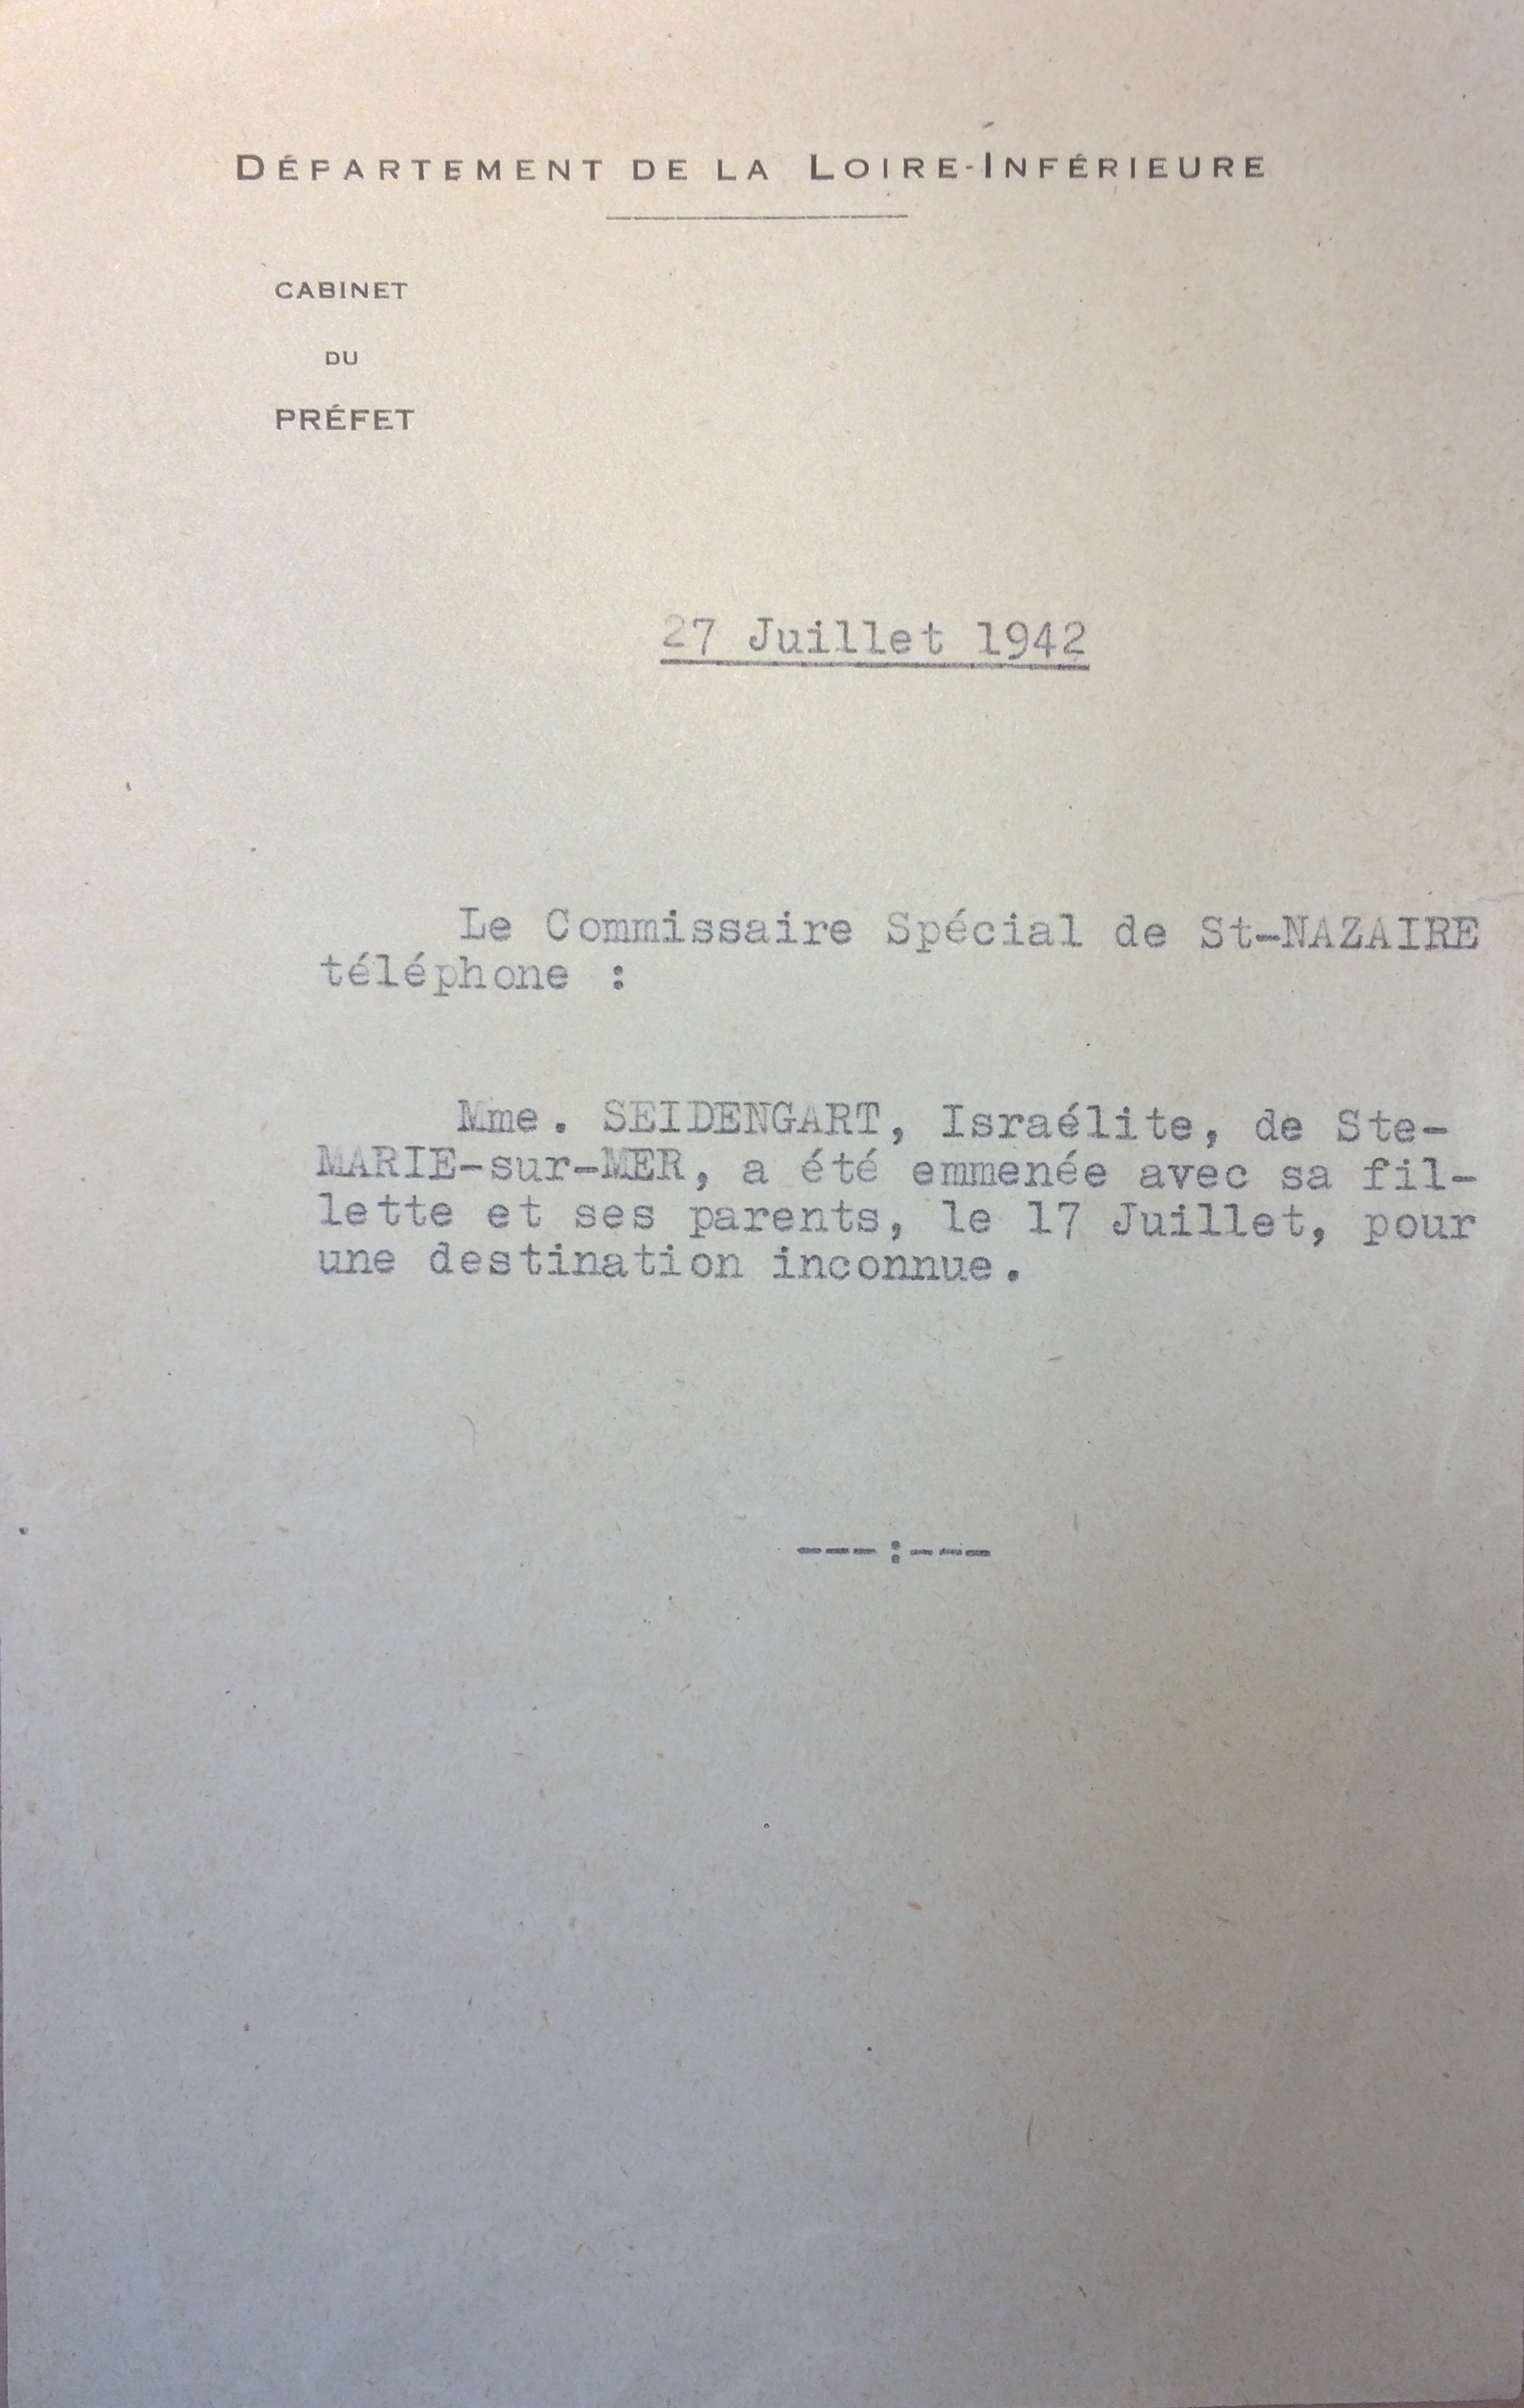 DÉPARTEMENT DE LA LOIRE-INFÉRIEURE
CABINET
DU
PRÉFET
27 Juillet 1942
Le Commissaire Spécial de St-NAZAIRE
téléphone :
Mme. SEIDENGART, Israélite, de Ste-
MARIE-sur-MER, a été emmenée avec sa fil-
lette et ses parents, le 17 Juillet, pour
une destination inconnue.
---:---